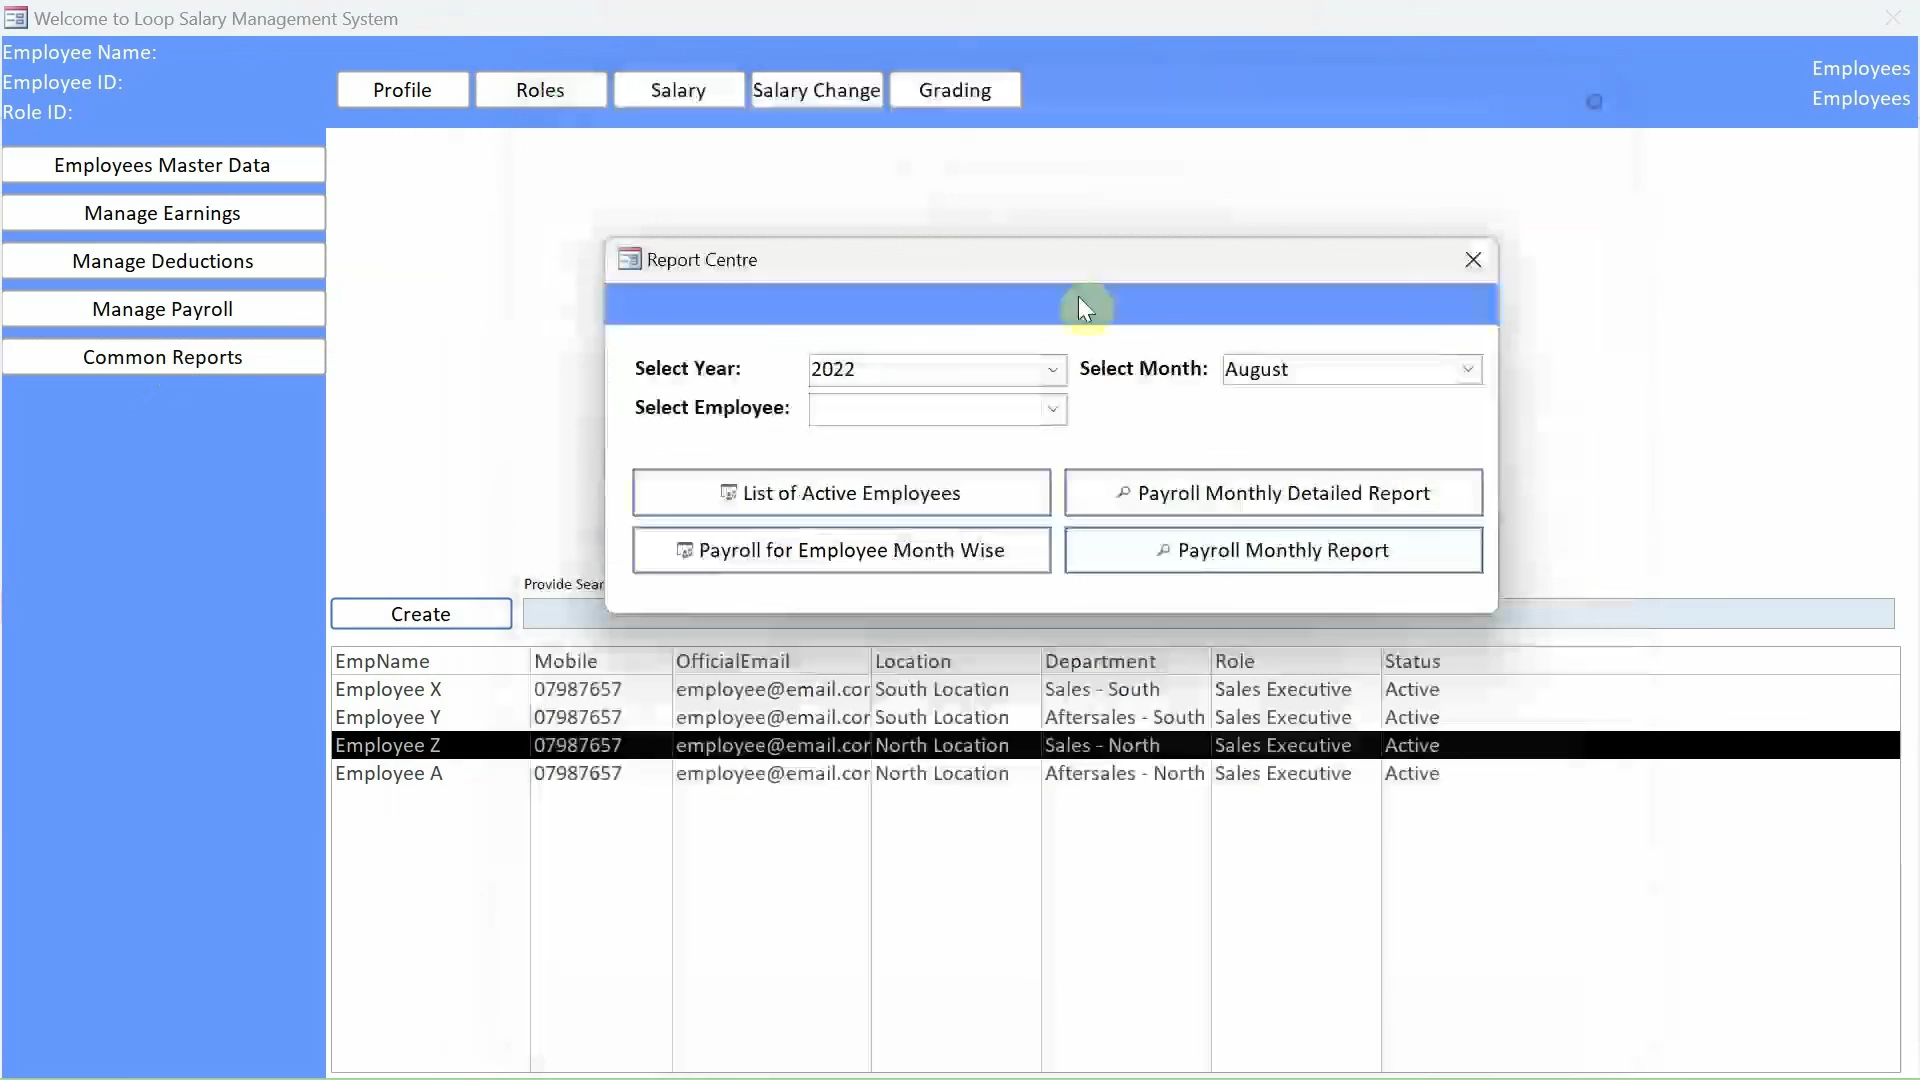 Welcome to Loop Salary Management System
Employee Name:
Employee ID:
Role ID:
Profile
Roles
Salary
Salary Change
Grading
Employees
Employees
Employees Master Data
Manage Earnings
Manage Deductions
Manage Payroll
Common Reports
Report Centre
Select Year: 2022 Select Month: August
Select Employee:
List of Active Employees Payroll Monthly Detailed Report
Payroll for Employee Month Wise Payroll Monthly Report
Provide Sear
Create
EmpName Mobile OfficialEmail Location Department Role Status
Employee X 07987657 employee@email.cor South Location Sales - South Sales Executive Active
Employee Y 07987657 employee@email.cor South Location Aftersales - South Sales Executive Active
Employee Z 07987657 employee@email.cor North Location Sales - North Sales Executive Active
Employee A 07987657 employee@email.cor North Location Aftersales - North Sales Executive Active